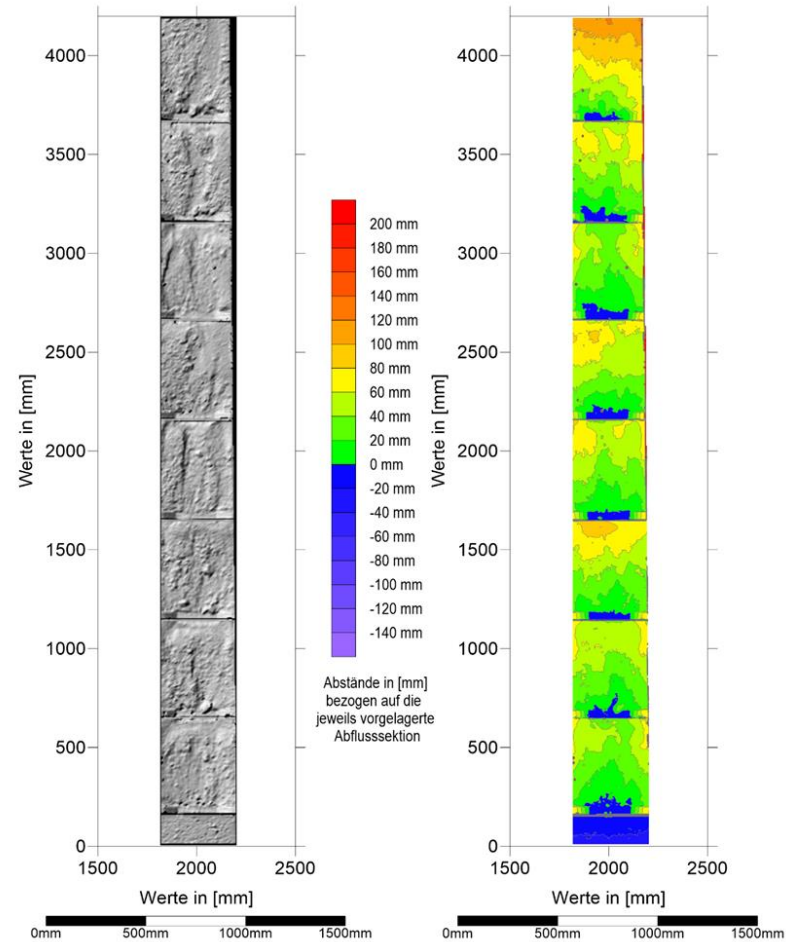 4000
3500
3000
2500
2000
1500
1000
500
0
Werte in [mm]
1500 2000 2500
Werte in [mm]
0mm 500mm 1000mm 1500mm
200 mm
180 mm
160 mm
140 mm
120 mm
100 mm
80 mm
60 mm
40 mm
20 mm
0 mm
-20 mm
-40 mm
-60 mm
-80 mm
-100 mm
-120 mm
-140 mm
Abstände in [mm]
bezogen auf die
jeweils vorgelagerte
Abflusssektion
4000
3500
3000
2500
2000
1500
1000
500
0
Werte in [mm]
1500 2000 2500
Werte in [mm]
0mm 500mm 1000mm 1500mm